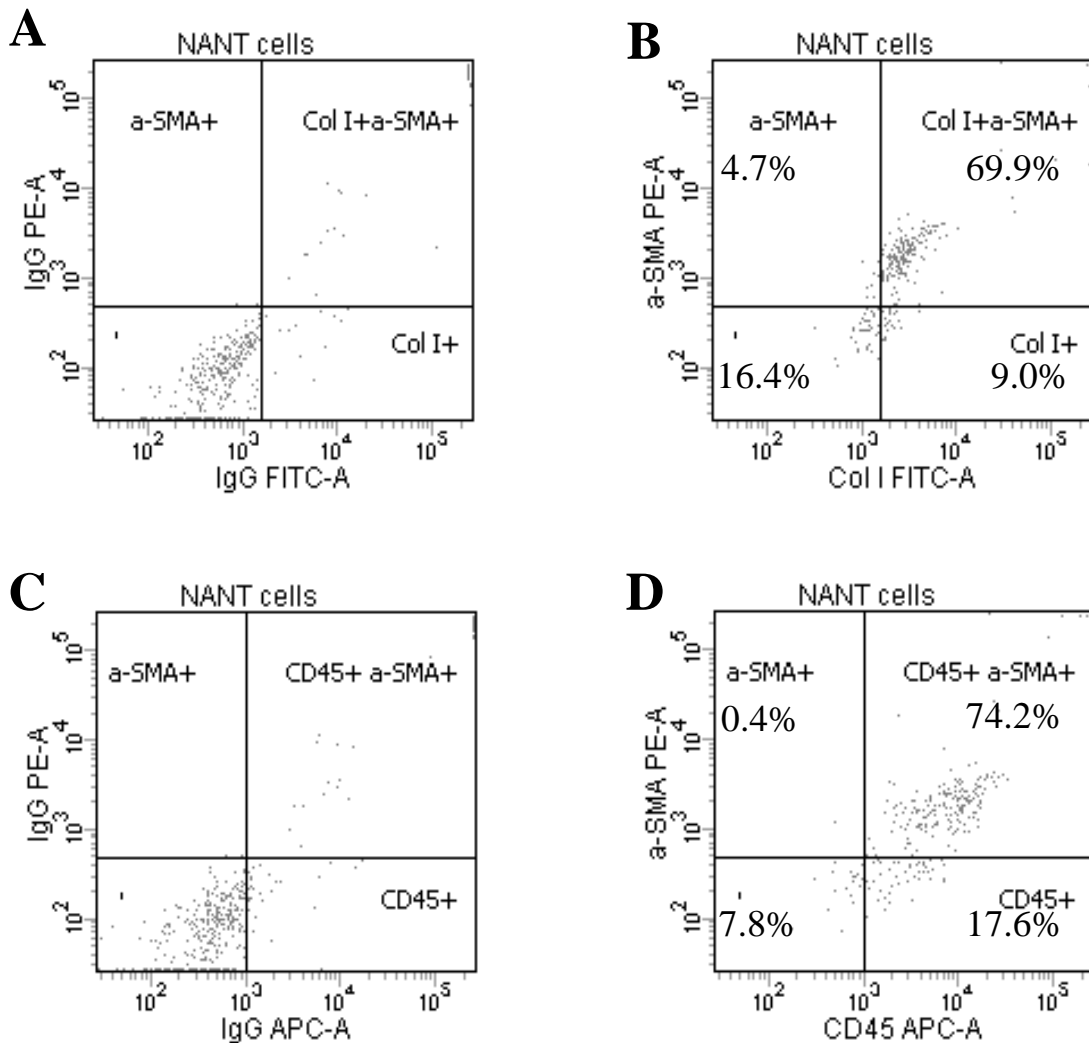 A
NANT cells
a-SMA+ Col I+a-SMA+
Col I+
IgG PE-A
10^5
10^4
10^3
10^2
10^2 10^3 10^4 10^5
IgG FITC-A
B
NANT cells
a-SMA+ Col I+a-SMA+
4.7% 69.9%
Col I+
16.4% 9.0%
a-SMA PE-A
10^5
10^4
10^3
10^2
10^2 10^3 10^4 10^5
Col I FITC-A
C
NANT cells
a-SMA+ CD45+ a-SMA+
CD45+
IgG PE-A
10^5
10^4
10^3
10^2
10^2 10^3 10^4 10^5
IgG APC-A
D
NANT cells
a-SMA+ CD45+ a-SMA+
0.4% 74.2%
CD45+
7.8% 17.6%
a-SMA PE-A
10^5
10^4
10^3
10^2
10^2 10^3 10^4 10^5
CD45 APC-A